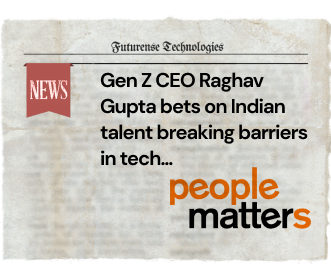 Futurense Technologies
NEWS
Gen Z CEO Raghav
Gupta bets on Indian
talent breaking barriers
in tech...
people
matters